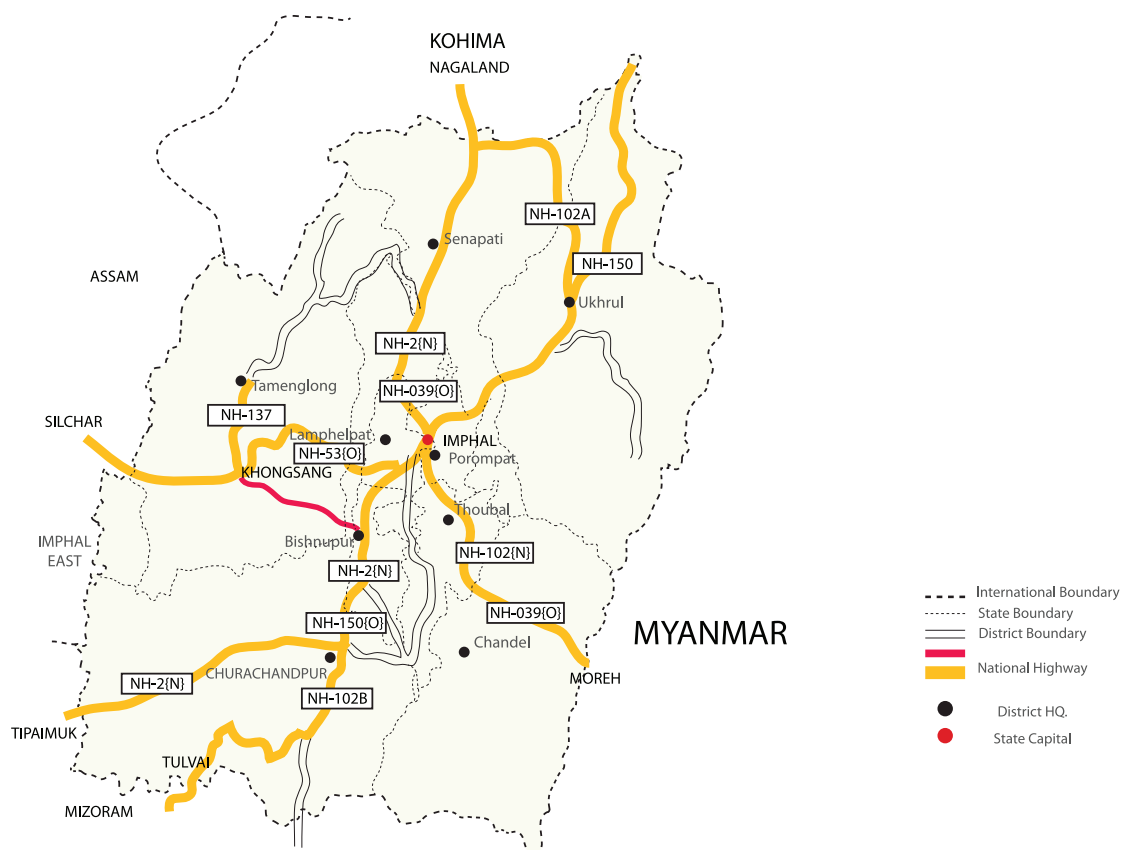 KOHIMA
NAGALAND
NH-102A
Senapati
NH-150
ASSAM
Ukhrul
NH-2{N}
Tamenglong
NH-039{O}
NH-137
SILCHAR
Lamphelpat
IMPHAL
NH-53{O}
Porompat
KHONGSANG
Thoubal
IMPHAL
EAST
Bishnupur
NH-102{N}
NH-2{N}
International Boundary
NH-039{O}
State Boundary
NH-150{O}
MYANMAR
District Boundary
Chandel
CHURACHANDPUR
National Highway
MOREH
NH-2{N}
NH-102B
District HQ.
TIPAIMUK
State Capital
TULVAI
MIZORAM